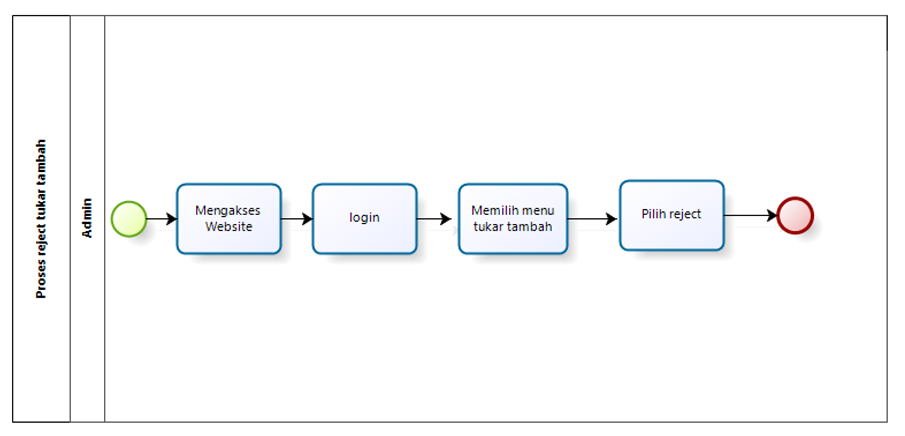 Proses reject tukar tambah
Admin
Mengakses
Website
login
Memilih menu
tukar tambah
Pilih reject